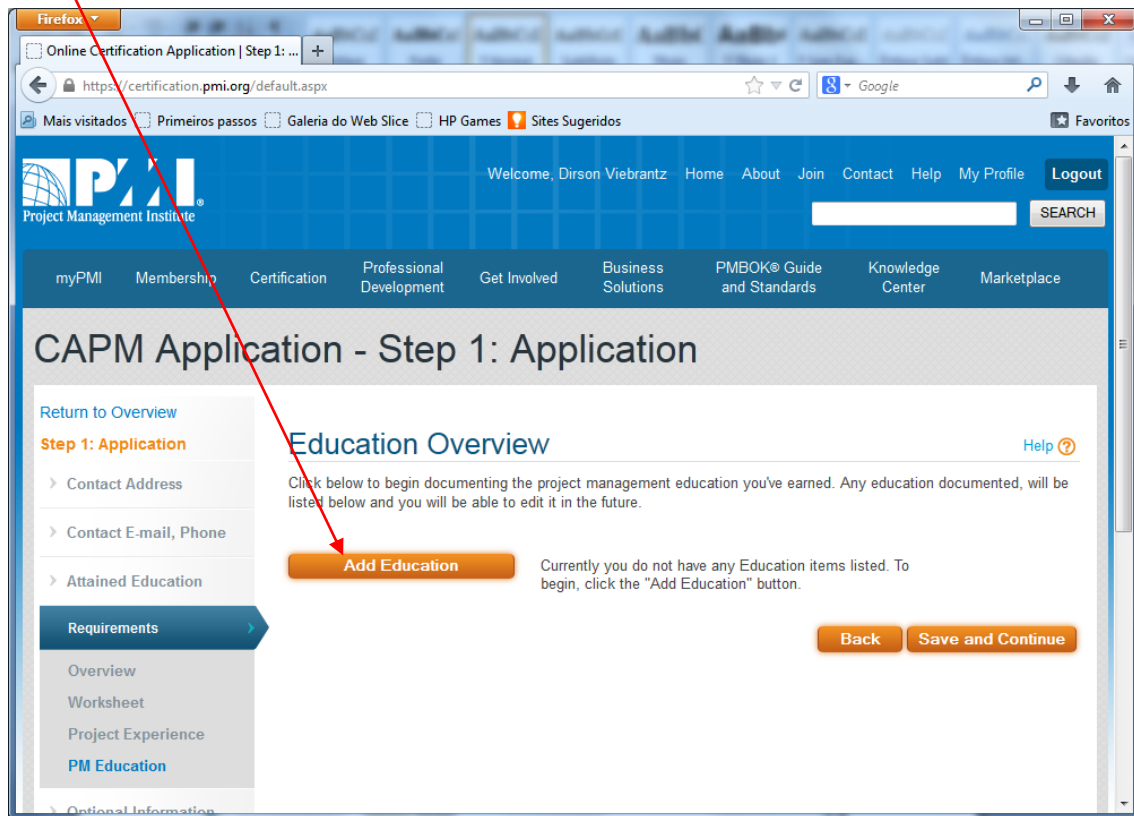 Firefox
Online Certification Application | Step 1: ...
https://certification.pmi.org/default.aspx
Google
Mais visitados Primeiros passos Galeria do Web Slice HP Games Sites Sugeridos Favoritos
Welcome, Dirson Viebrantz Home About Join Contact Help My Profile Logout
PMI®
Project Management Institute
SEARCH
myPMI Membership Certification Professional Development Get Involved Business Solutions PMBOK® Guide and Standards Knowledge Center Marketplace
CAPM Application - Step 1: Application
Return to Overview
Step 1: Application
Contact Address
Contact E-mail, Phone
Attained Education
Requirements
Overview
Worksheet
Project Experience
PM Education
Optional Information
Education Overview
Help ?
Click below to begin documenting the project management education you've earned. Any education documented, will be
listed below and you will be able to edit it in the future.
Add Education
Currently you do not have any Education items listed. To
begin, click the "Add Education" button.
Back Save and Continue